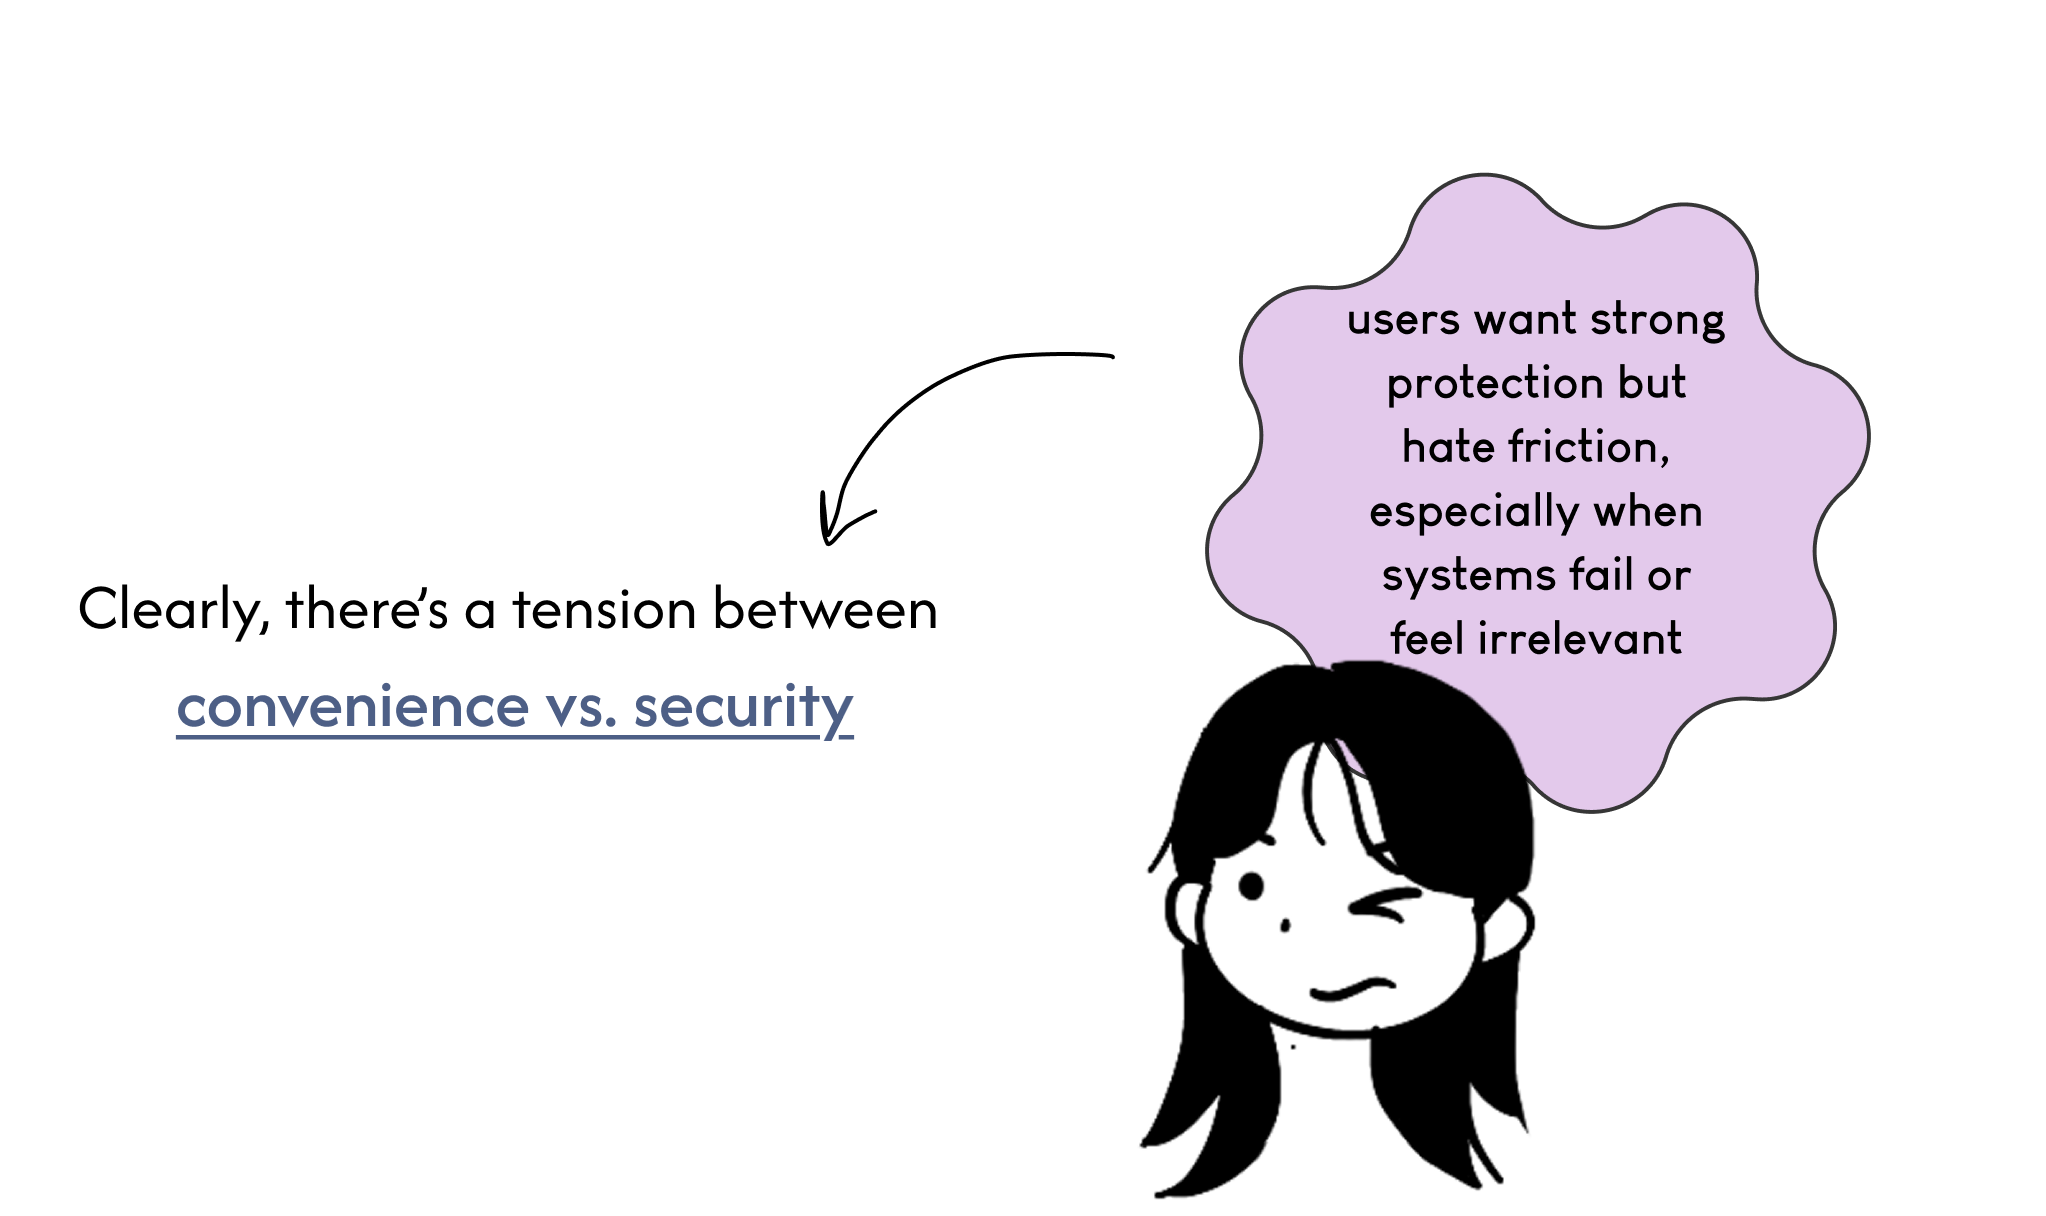 users want strong
protection but
hate friction,
especially when
systems fail or
feel irrelevant
Clearly, there's a tension between
convenience vs. security